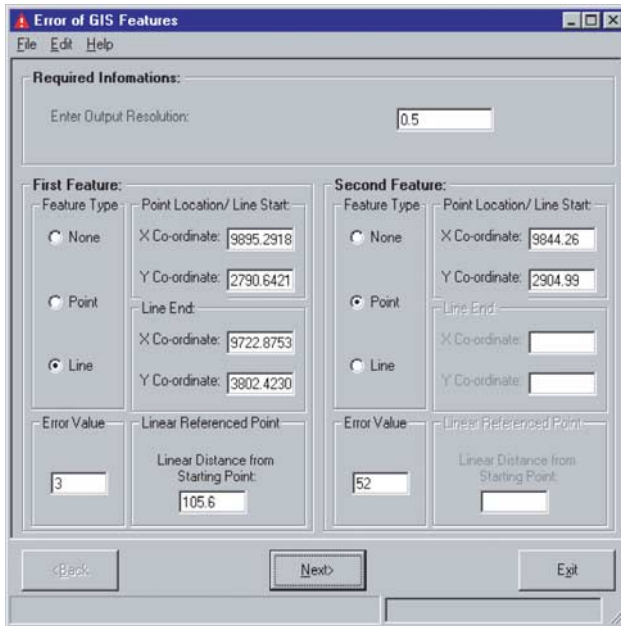 Error of GIS Features
File Edit Help
Required Infomations:
Enter Output Resolution: 0.5
First Feature:
Feature Type
None
Point
Line
Point Location/ Line Start:
X Co-ordinate: 9895.2918
Y Co-ordinate: 2790.6421
Line End:
X Co-ordinate: 9722.8753
Y Co-ordinate: 3802.4230
Error Value
3
Linear Referenced Point
Linear Distance from
Starting Point:
105.6
Second Feature:
Feature Type
None
Point
Line
Point Location/ Line Start:
X Co-ordinate: 9844.26
Y Co-ordinate: 2904.99
Line End:
X Co-ordinate:
Y Co-ordinate:
Error Value
52
Linear Referenced Point
Linear Distance from
Starting Point:
<Back
Next>
Exit